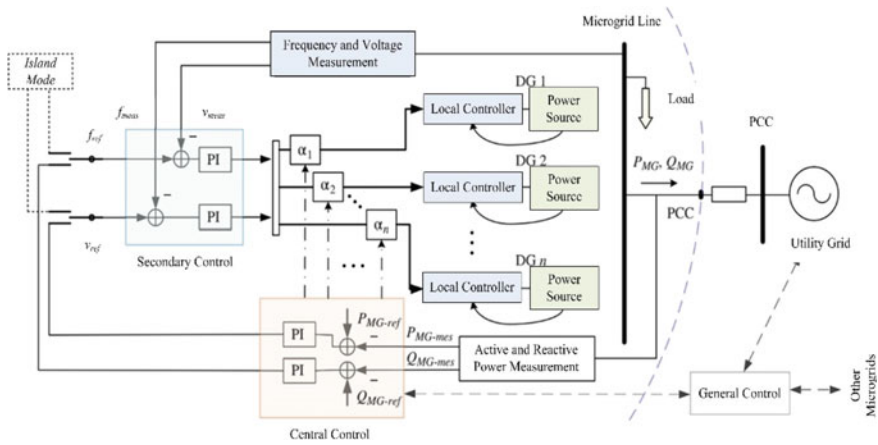 Microgrid Line
Island
Mode
Frequency and Voltage
Measurement
DG 1
Local Controller
Power
Source
Load
PCC
f_meas
v_meas
f_ref
PI
α1
DG 2
P_MG, Q_MG
Local Controller
Power
Source
α2
PI
αn
PCC
v_ref
Utility Grid
Secondary Control
DG n
Local Controller
Power
Source
P_MG-ref
PI
P_MG-mes
Active and Reactive
Power Measurement
Q_MG-mes
PI
Q_MG-ref
General Control
Other
Microgrids
Central Control